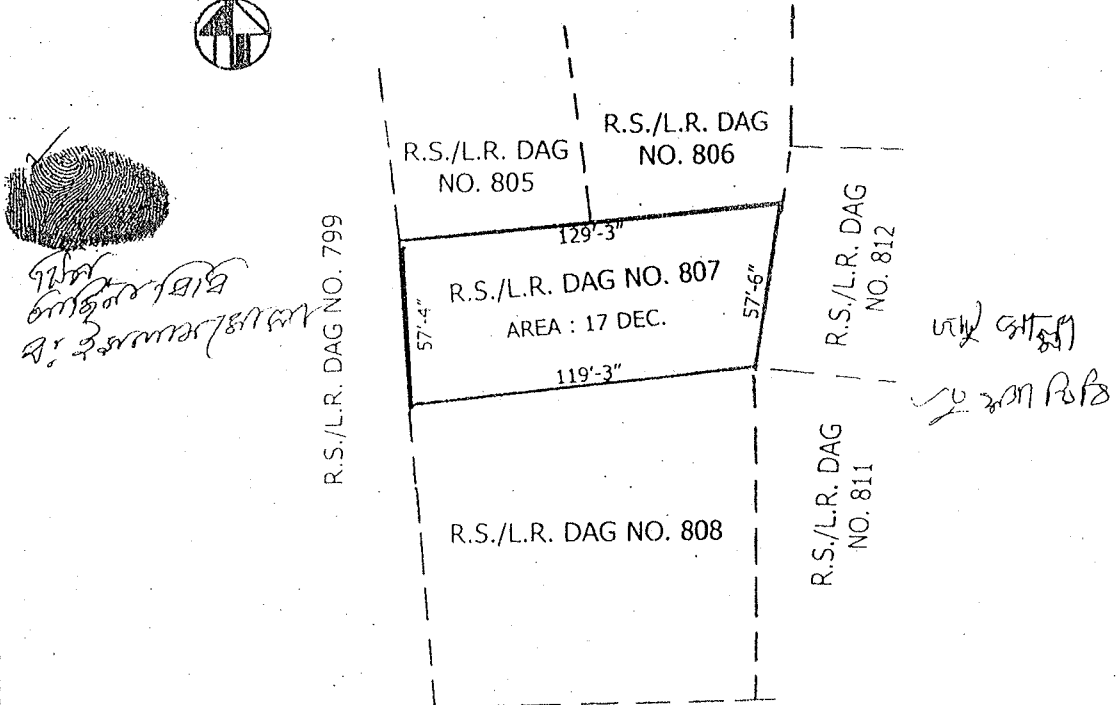 R.S./L.R. DAG
NO. 805
R.S./L.R. DAG
NO. 806
129'-3"
R.S./L.R. DAG NO. 807
AREA : 17 DEC.
57'-4"
57'-6"
119'-3"
R.S./L.R. DAG NO. 799
R.S./L.R. DAG
NO. 812
R.S./L.R. DAG NO. 808
R.S./L.R. DAG
NO. 811